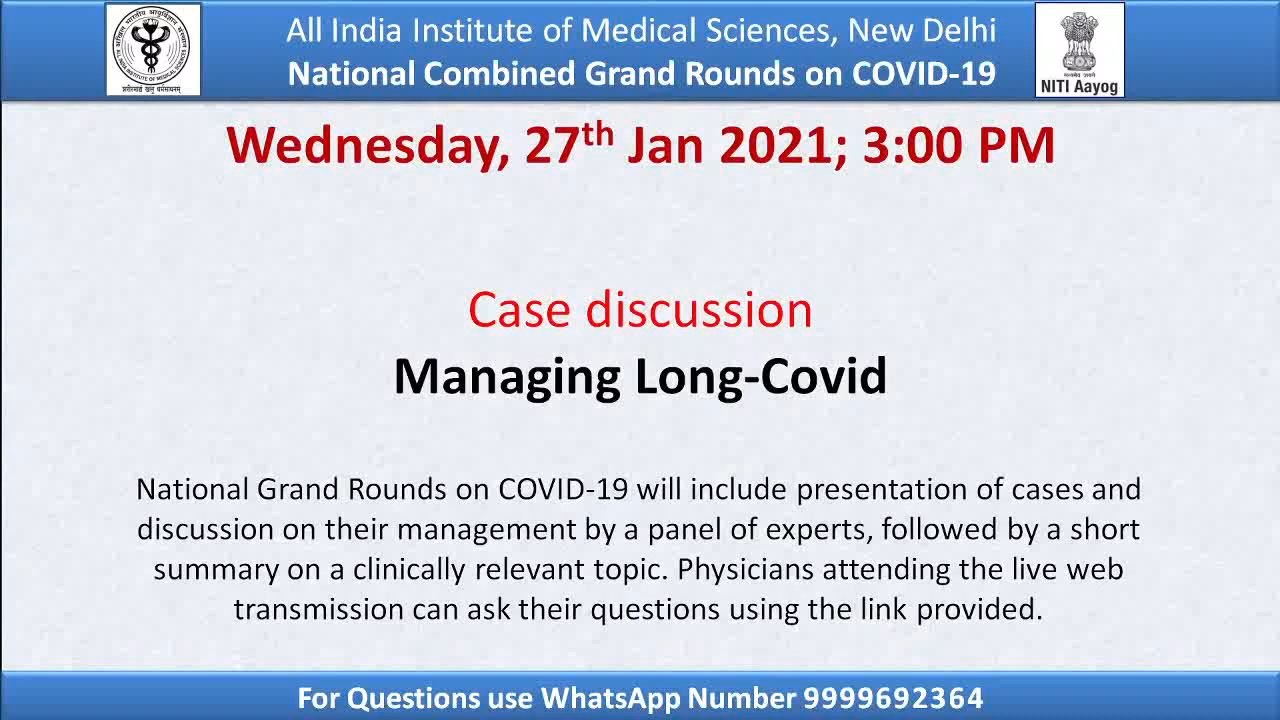 All India Institute of Medical Sciences, New Delhi
National Combined Grand Rounds on COVID-19
NITI Aayog
Wednesday, 27th Jan 2021; 3:00 PM
Case discussion
Managing Long-Covid
National Grand Rounds on COVID-19 will include presentation of cases and
discussion on their management by a panel of experts, followed by a short
summary on a clinically relevant topic. Physicians attending the live web
transmission can ask their questions using the link provided.
For Questions use WhatsApp Number 9999692364